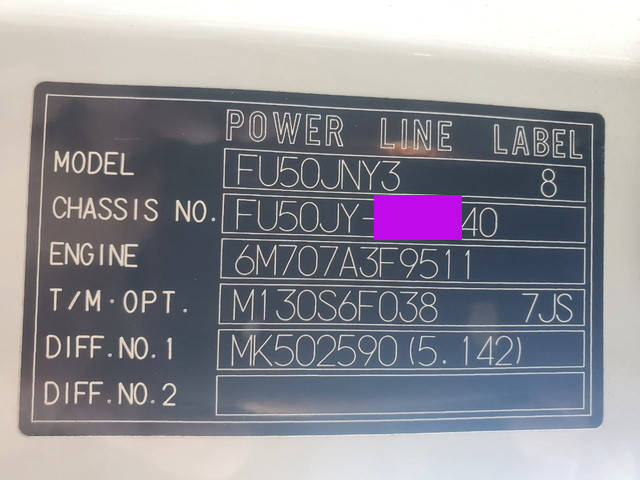 POWER LINE LABEL
MODEL FU50JNY3 8
CHASSIS NO. FU50JY- 40
ENGINE 6M707A3F9511
T/M·OPT. M130S6F038 7JS
DIFF.NO.1 MK502590(5.142)
DIFF.NO.2